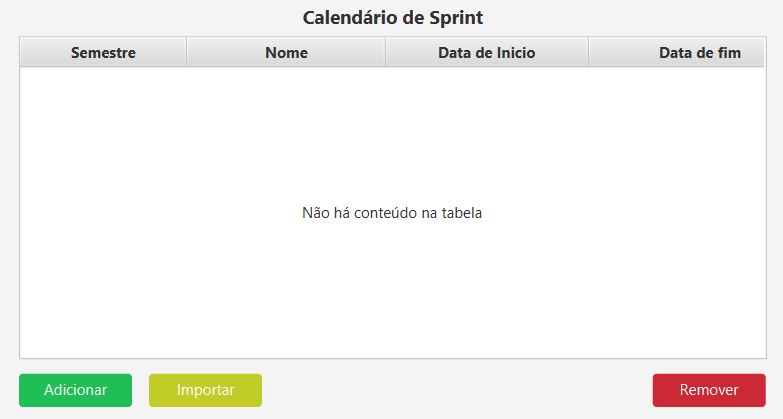 Calendário de Sprint
Semestre Nome Data de Inicio Data de fim
Não há conteúdo na tabela
Adicionar Importar Remover